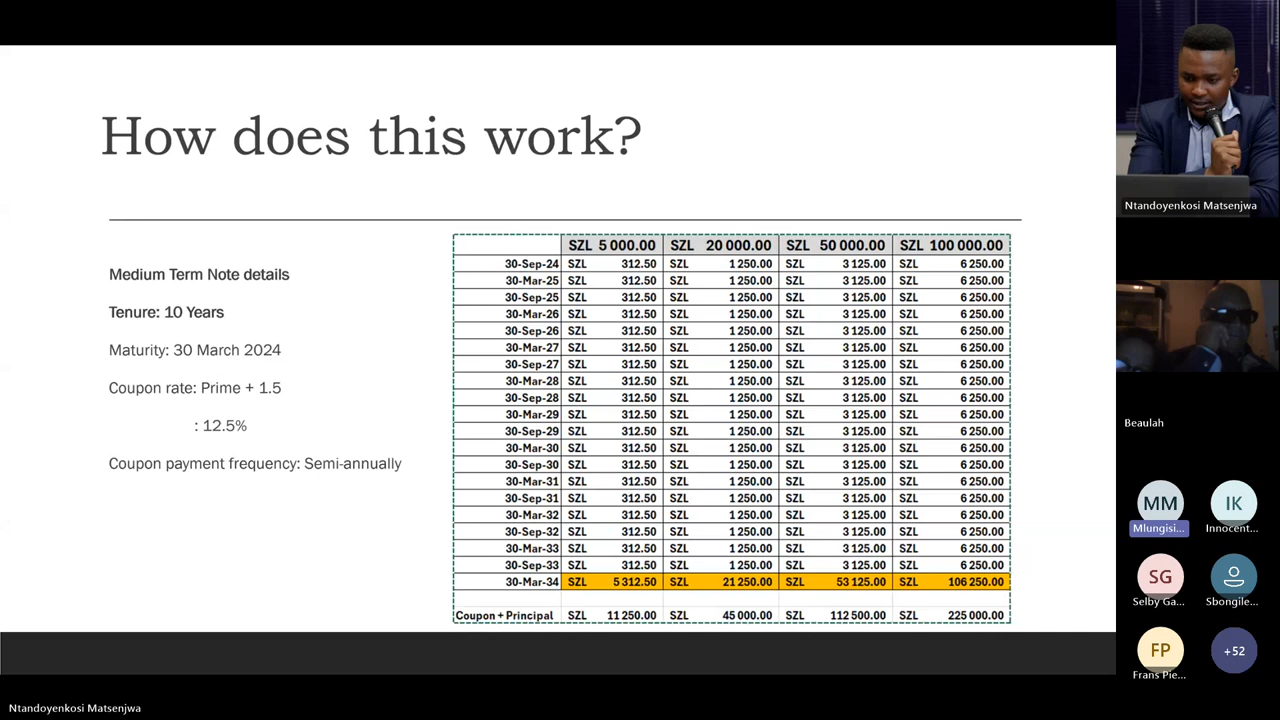 How does this work?
Medium Term Note details
Tenure: 10 Years
Maturity: 30 March 2024
Coupon rate: Prime + 1.5
: 12.5%
Coupon payment frequency: Semi-annually
SZL 5 000.00 SZL 20 000.00 SZL 50 000.00 SZL 100 000.00
30-Sep-24 SZL 312.50 SZL 1 250.00 SZL 3 125.00 SZL 6 250.00
30-Mar-25 SZL 312.50 SZL 1 250.00 SZL 3 125.00 SZL 6 250.00
30-Sep-25 SZL 312.50 SZL 1 250.00 SZL 3 125.00 SZL 6 250.00
30-Mar-26 SZL 312.50 SZL 1 250.00 SZL 3 125.00 SZL 6 250.00
30-Sep-26 SZL 312.50 SZL 1 250.00 SZL 3 125.00 SZL 6 250.00
30-Mar-27 SZL 312.50 SZL 1 250.00 SZL 3 125.00 SZL 6 250.00
30-Sep-27 SZL 312.50 SZL 1 250.00 SZL 3 125.00 SZL 6 250.00
30-Mar-28 SZL 312.50 SZL 1 250.00 SZL 3 125.00 SZL 6 250.00
30-Sep-28 SZL 312.50 SZL 1 250.00 SZL 3 125.00 SZL 6 250.00
30-Mar-29 SZL 312.50 SZL 1 250.00 SZL 3 125.00 SZL 6 250.00
30-Sep-29 SZL 312.50 SZL 1 250.00 SZL 3 125.00 SZL 6 250.00
30-Mar-30 SZL 312.50 SZL 1 250.00 SZL 3 125.00 SZL 6 250.00
30-Sep-30 SZL 312.50 SZL 1 250.00 SZL 3 125.00 SZL 6 250.00
30-Mar-31 SZL 312.50 SZL 1 250.00 SZL 3 125.00 SZL 6 250.00
30-Sep-31 SZL 312.50 SZL 1 250.00 SZL 3 125.00 SZL 6 250.00
30-Mar-32 SZL 312.50 SZL 1 250.00 SZL 3 125.00 SZL 6 250.00
30-Sep-32 SZL 312.50 SZL 1 250.00 SZL 3 125.00 SZL 6 250.00
30-Mar-33 SZL 312.50 SZL 1 250.00 SZL 3 125.00 SZL 6 250.00
30-Sep-33 SZL 312.50 SZL 1 250.00 SZL 3 125.00 SZL 6 250.00
30-Mar-34 SZL 5 312.50 SZL 21 250.00 SZL 53 125.00 SZL 106 250.00
Coupon + Principal SZL 11 250.00 SZL 45 000.00 SZL 112 500.00 SZL 225 000.00
Ntandoyenkosi Matsenjwa
Beaulah
MM IK
Mlungisi... Innocent...
SG
Selby Ga... Sbongile...
FP +52
Frans Pie...
Ntandoyenkosi Matsenjwa